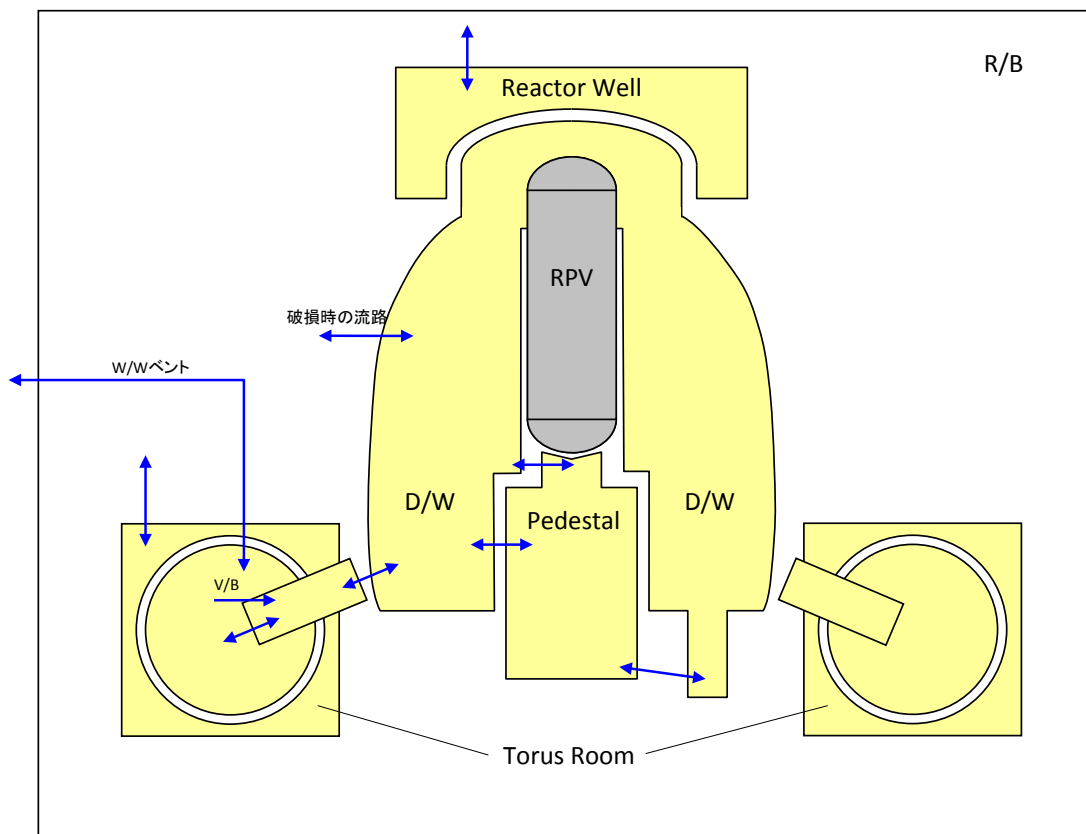 R/B
Reactor Well
RPV
破損時の流路
W/Wベント
D/W
Pedestal
D/W
V/B
Torus Room